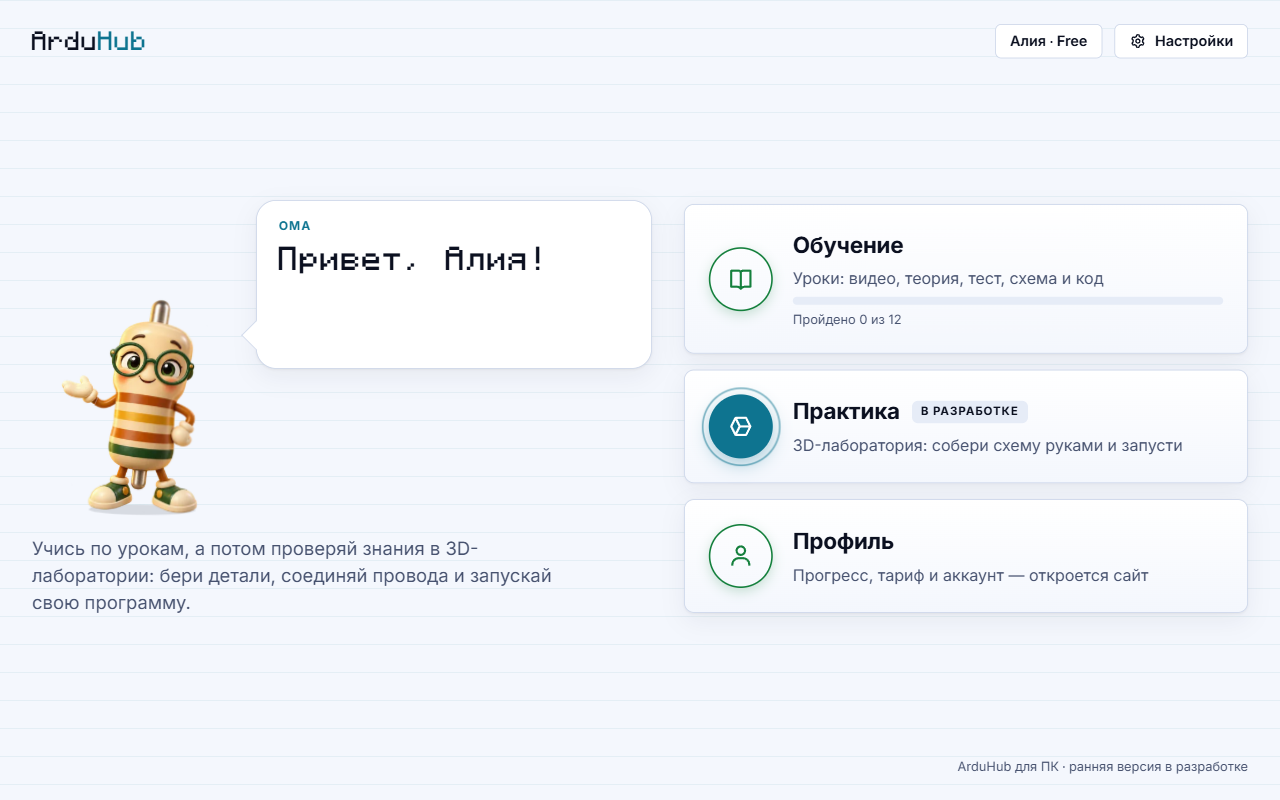 ArduHub
Алия · Free
Настройки
ОМА
Привет, Алия!
Учись по урокам, а потом проверяй знания в 3D-
лаборатории: бери детали, соединяй провода и запускай
свою программу.
Обучение
Уроки: видео, теория, тест, схема и код
Пройдено 0 из 12
Практика
В РАЗРАБОТКЕ
3D-лаборатория: собери схему руками и запусти
Профиль
Прогресс, тариф и аккаунт — откроется сайт
ArduHub для ПК · ранняя версия в разработке